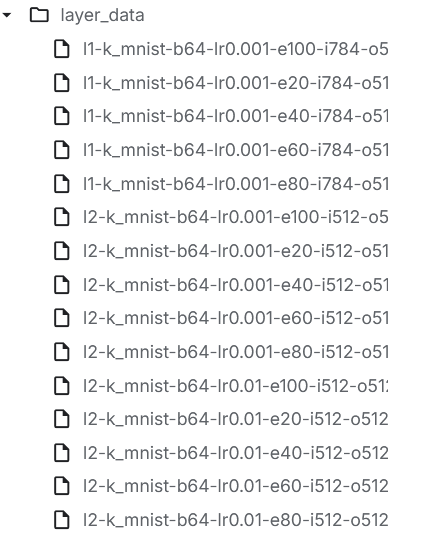 layer_data
l1-k_mnist-b64-lr0.001-e100-i784-o5
l1-k_mnist-b64-lr0.001-e20-i784-o51
l1-k_mnist-b64-lr0.001-e40-i784-o51
l1-k_mnist-b64-lr0.001-e60-i784-o51
l1-k_mnist-b64-lr0.001-e80-i784-o51
l2-k_mnist-b64-lr0.001-e100-i512-o5
l2-k_mnist-b64-lr0.001-e20-i512-o51
l2-k_mnist-b64-lr0.001-e40-i512-o51
l2-k_mnist-b64-lr0.001-e60-i512-o51
l2-k_mnist-b64-lr0.001-e80-i512-o51
l2-k_mnist-b64-lr0.01-e100-i512-o512
l2-k_mnist-b64-lr0.01-e20-i512-o512
l2-k_mnist-b64-lr0.01-e40-i512-o512
l2-k_mnist-b64-lr0.01-e60-i512-o512
l2-k_mnist-b64-lr0.01-e80-i512-o512